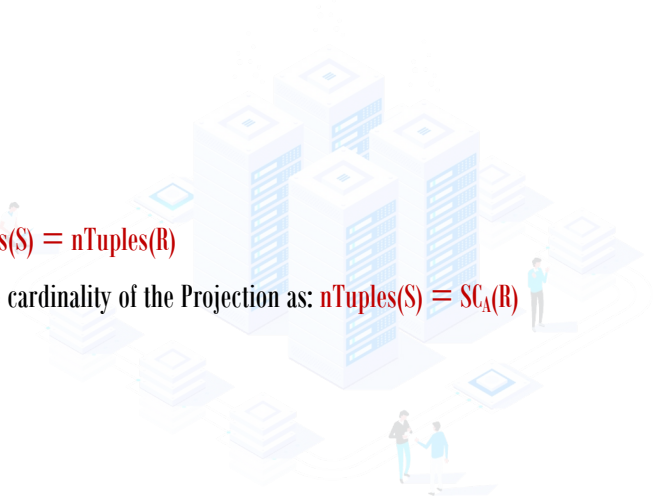 s(S) = nTuples(R)
cardinality of the Projection as: nTuples(S) = SCA(R)